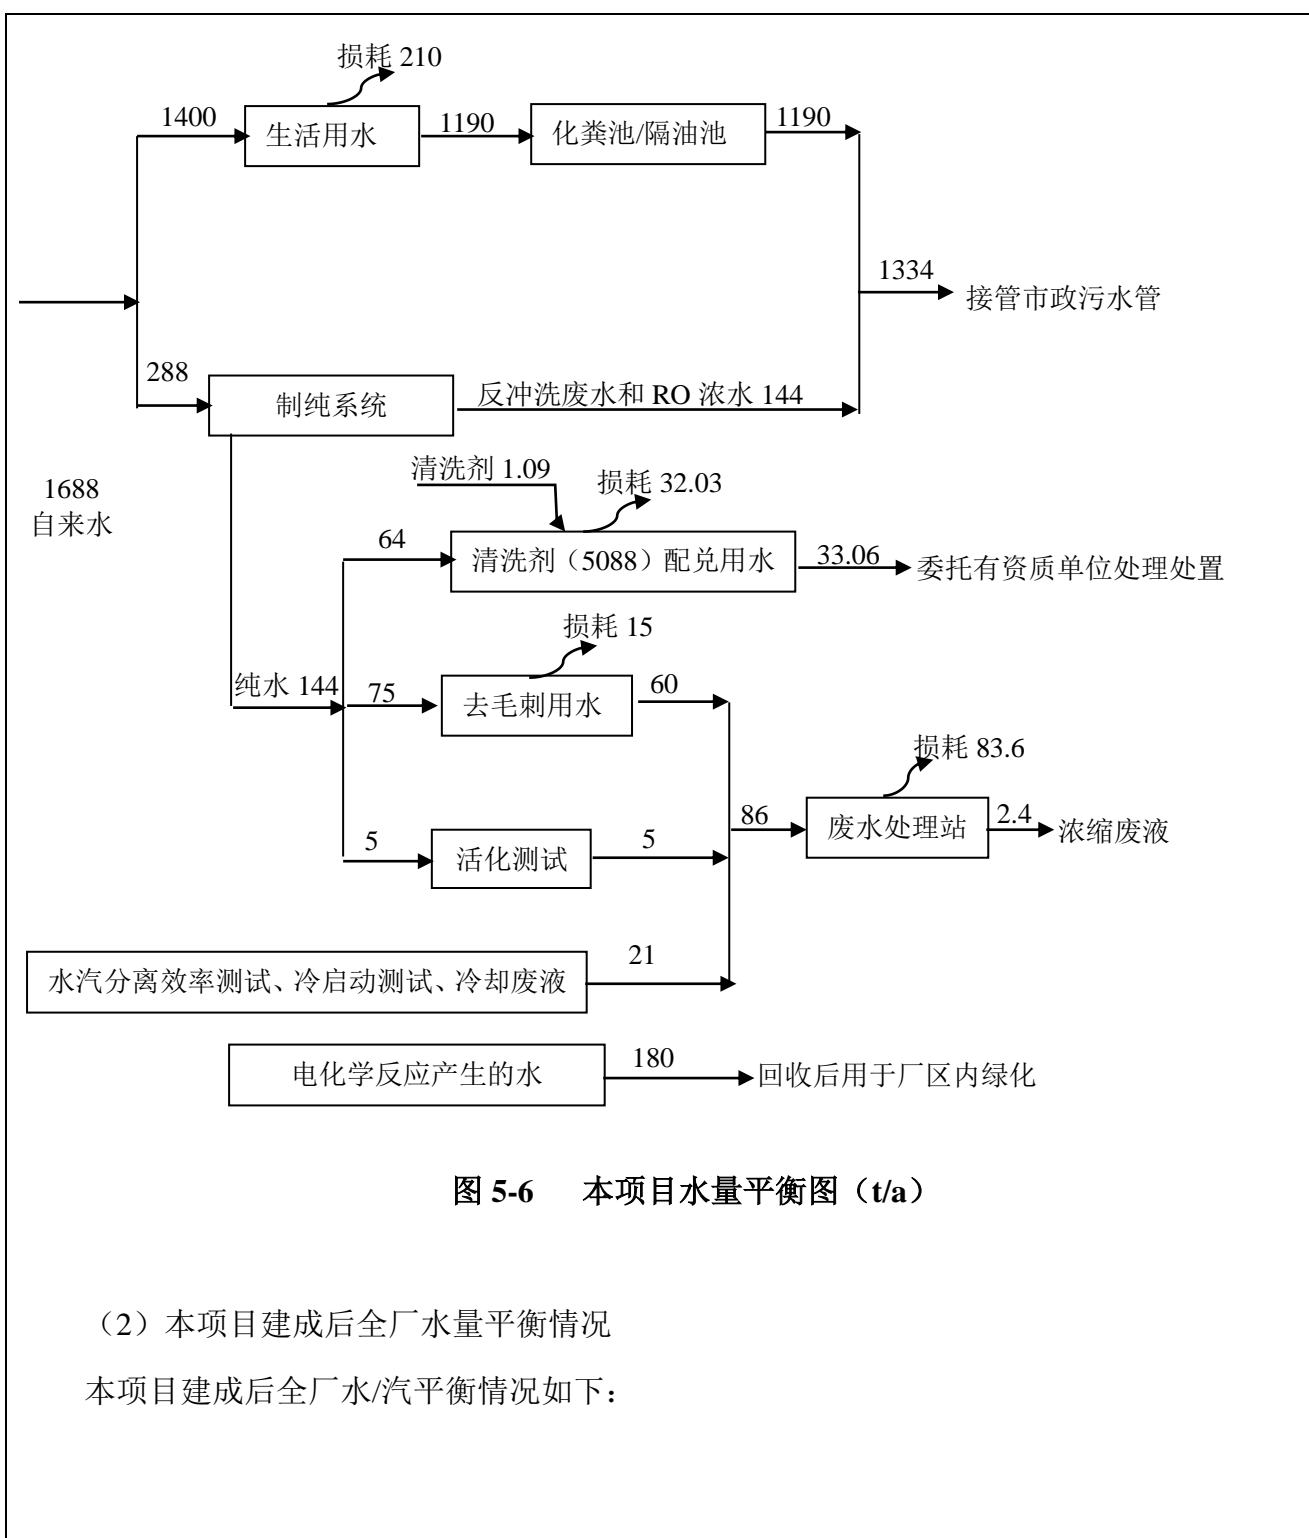 损耗 210
1400
生活用水
1190
化粪池/隔油池
1190
1334
接管市政污水管
288
制纯系统
反冲洗废水和 RO 浓水 144
1688
自来水
清洗剂 1.09
损耗 32.03
64
清洗剂（5088）配兑用水
33.06
委托有资质单位处理处置
损耗 15
纯水 144
75
去毛刺用水
60
损耗 83.6
5
活化测试
5
86
废水处理站
2.4
浓缩废液
水汽分离效率测试、冷启动测试、冷却废液
21
电化学反应产生的水
180
回收后用于厂区内绿化
图 5-6 本项目水量平衡图（t/a）
（2）本项目建成后全厂水量平衡情况
本项目建成后全厂水/汽平衡情况如下：